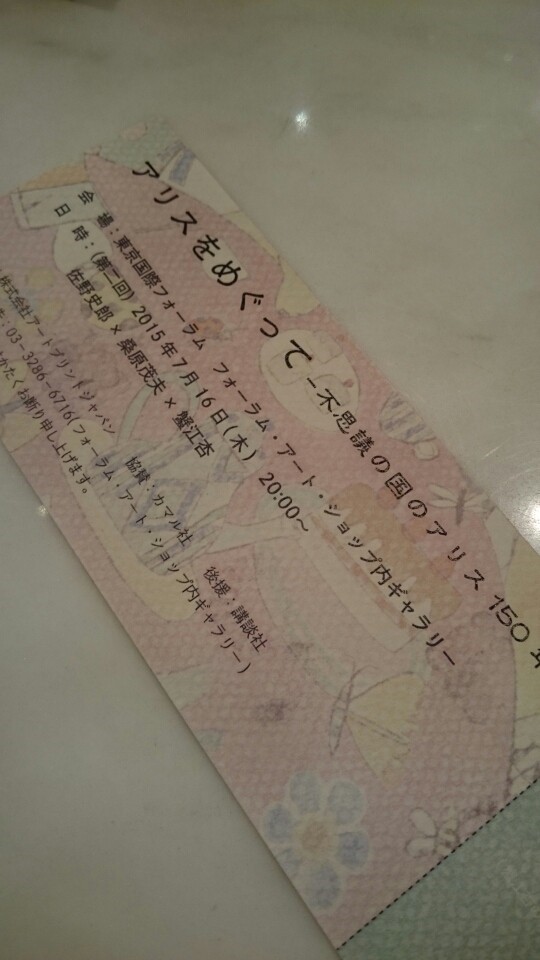 アリスをめぐって-不思議の国のアリス 150
会 場：東京国際フォーラム フォーラム・アート・ショップ内ギャラリー
日 時：(第二回) 2015年7月16日(木) 20:00〜
佐野史郎 × 桑原茂夫 × 蟹江杏
株式会社アートプリントジャパン 協賛：カマル社 後援：講談社
：03-3286-6716(フォーラム・アート・ショップ内ギャラリー)
かたくお断り申し上げます。